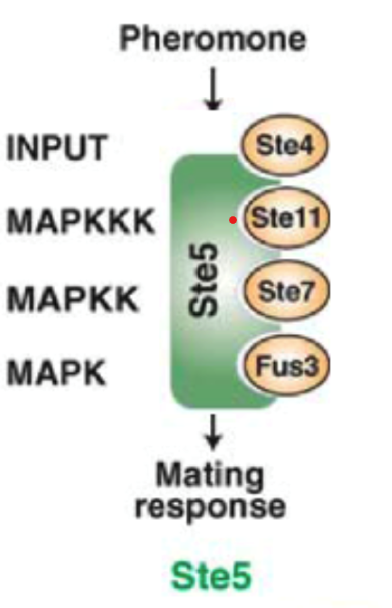 Pheromone
INPUT Ste4
MAPKKK Ste11
Ste5
MAPKK Ste7
MAPK Fus3
Mating
response
Ste5